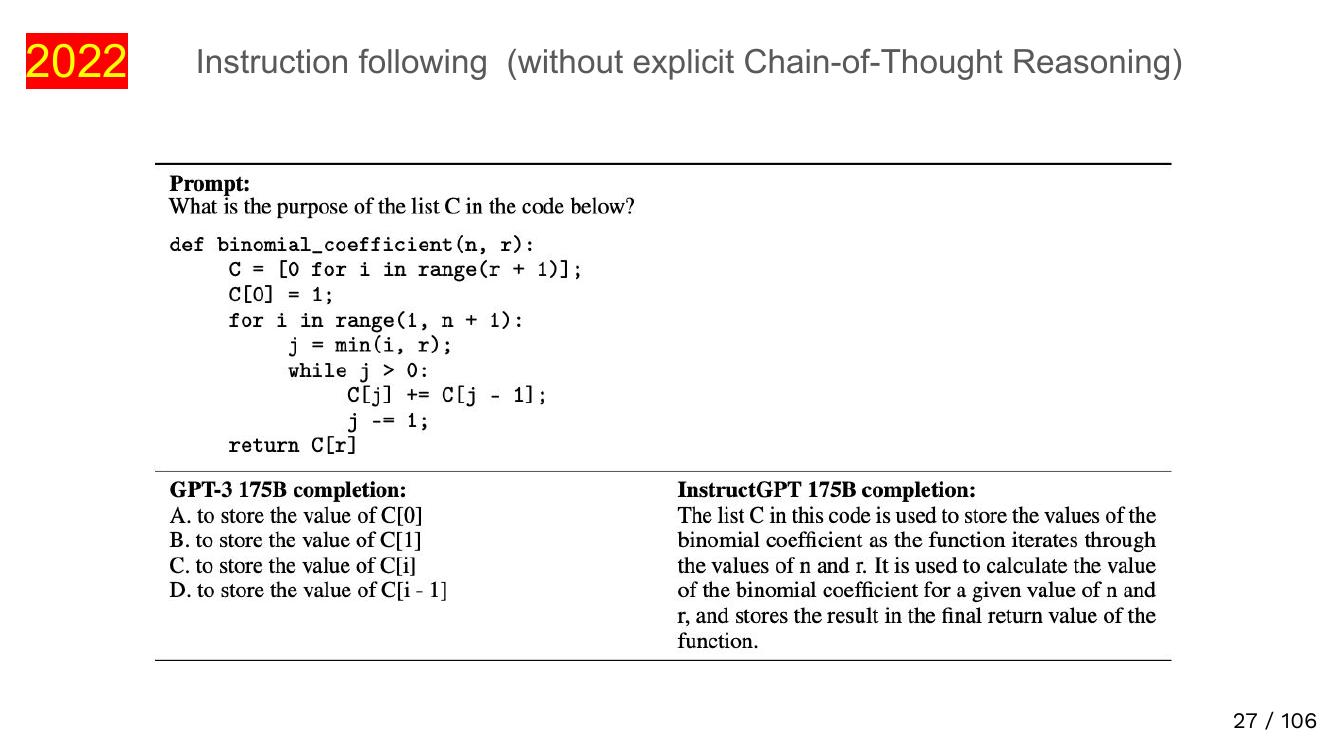 2022
Instruction following  (without explicit Chain-of-Thought Reasoning)
Prompt:
What is the purpose of the list C in the code below?
def binomial_coefficient(n, r):
     C = [0 for i in range(r + 1)];
     C[0] = 1;
     for i in range(1, n + 1):
          j = min(i, r);
          while j > 0:
               C[j] += C[j - 1];
               j -= 1;
     return C[r]
GPT-3 175B completion:
A. to store the value of C[0]
B. to store the value of C[1]
C. to store the value of C[i]
D. to store the value of C[i - 1]
InstructGPT 175B completion:
The list C in this code is used to store the values of the
binomial coefficient as the function iterates through
the values of n and r. It is used to calculate the value
of the binomial coefficient for a given value of n and
r, and stores the result in the final return value of the
function.
27 / 106